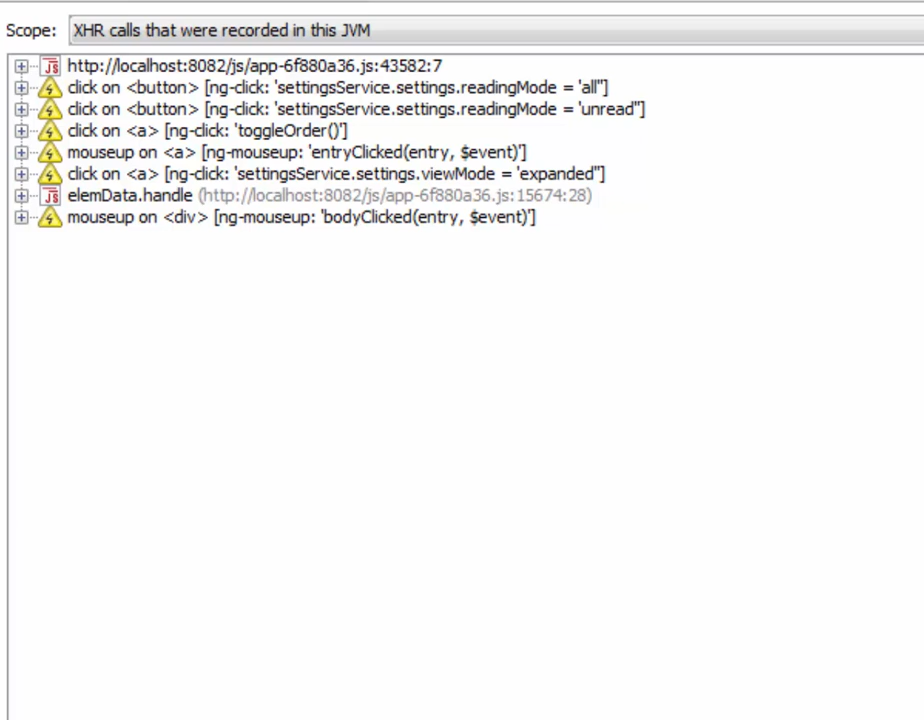 Scope: XHR calls that were recorded in this JVM
JS http://localhost:8082/js/app-6f880a36.js:43582:7
click on <button> [ng-click: 'settingsService.settings.readingMode = 'all'']
click on <button> [ng-click: 'settingsService.settings.readingMode = 'unread'']
click on <a> [ng-click: 'toggleOrder()']
mouseup on <a> [ng-mouseup: 'entryClicked(entry, $event)']
click on <a> [ng-click: 'settingsService.settings.viewMode = 'expanded'']
JS elemData.handle (http://localhost:8082/js/app-6f880a36.js:15674:28)
mouseup on <div> [ng-mouseup: 'bodyClicked(entry, $event)']